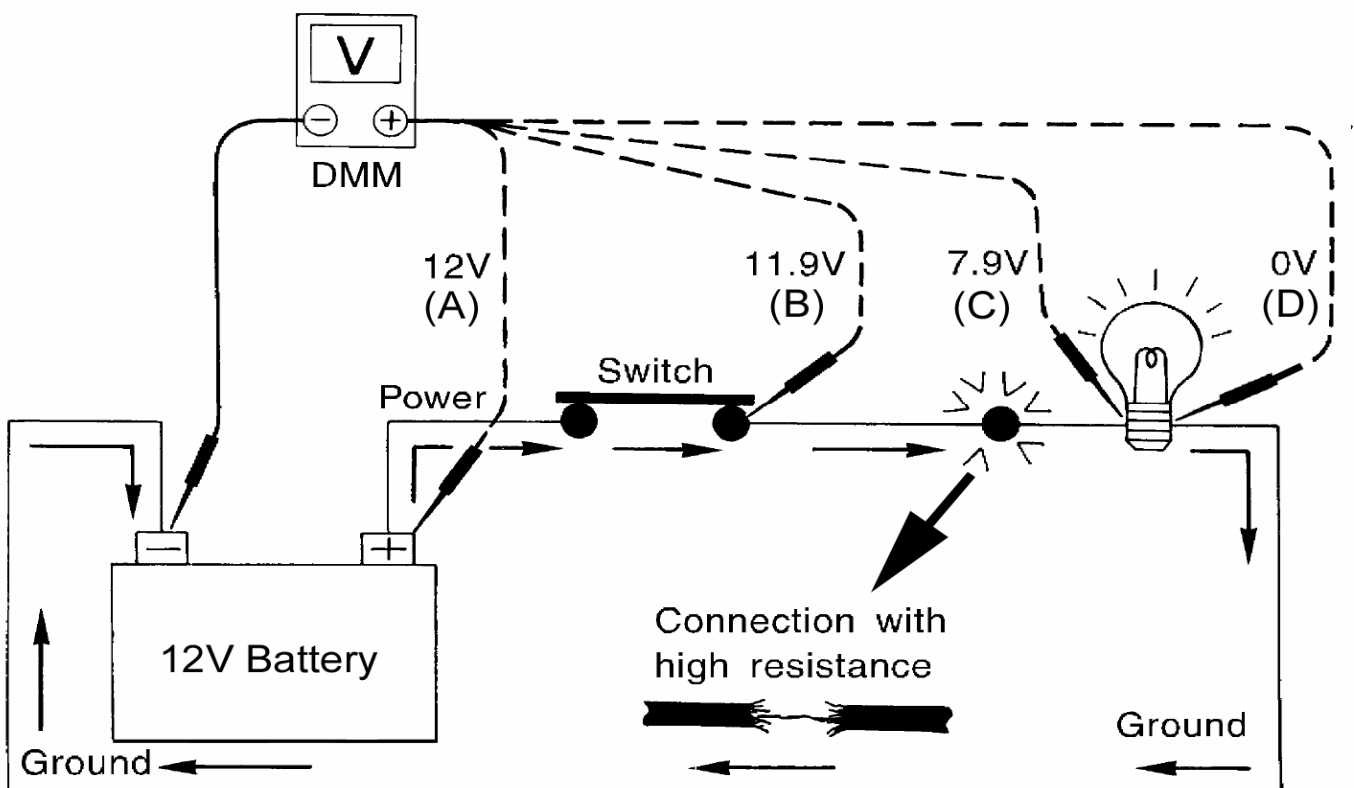 V
− +
DMM
12V
(A)
11.9V
(B)
7.9V
(C)
0V
(D)
Power
Switch
− +
12V Battery
Connection with
high resistance
Ground
Ground